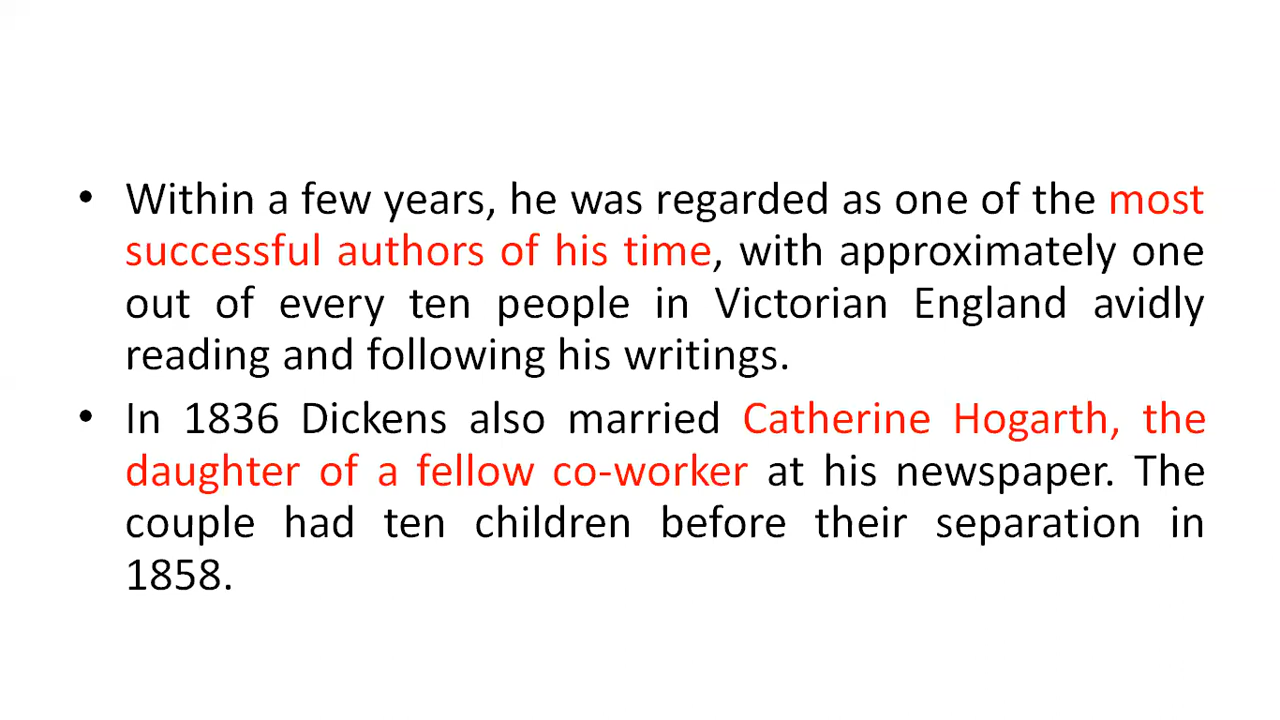 • Within a few years, he was regarded as one of the most
successful authors of his time, with approximately one
out of every ten people in Victorian England avidly
reading and following his writings.
• In 1836 Dickens also married Catherine Hogarth, the
daughter of a fellow co-worker at his newspaper. The
couple had ten children before their separation in
1858.